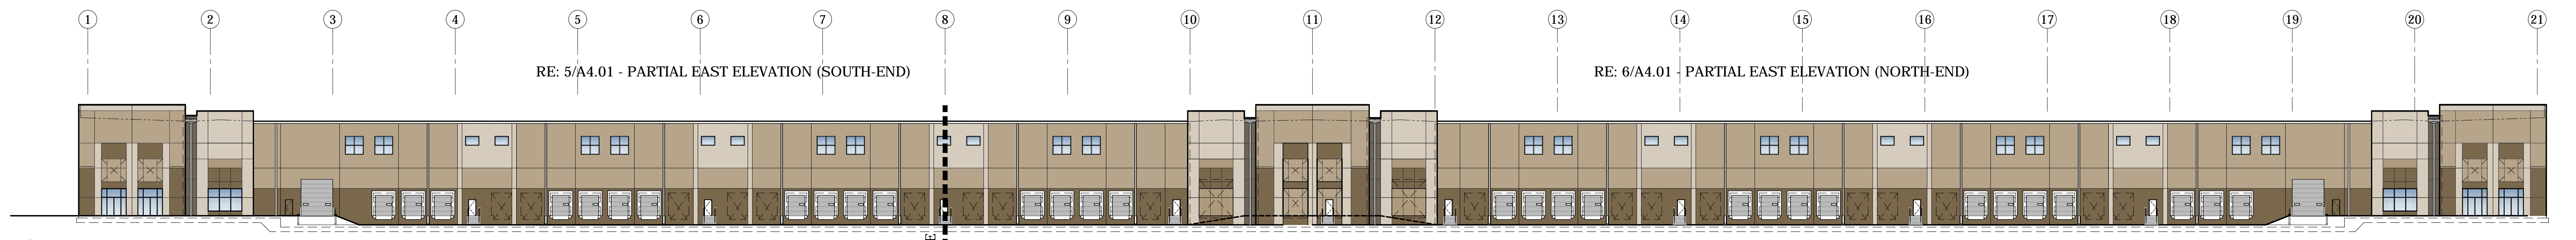 1 2 3 4 5 6 7 8 9 10 11 12 13 14 15 16 17 18 19 20 21
RE: 5/A4.01 - PARTIAL EAST ELEVATION (SOUTH-END) RE: 6/A4.01 - PARTIAL EAST ELEVATION (NORTH-END)